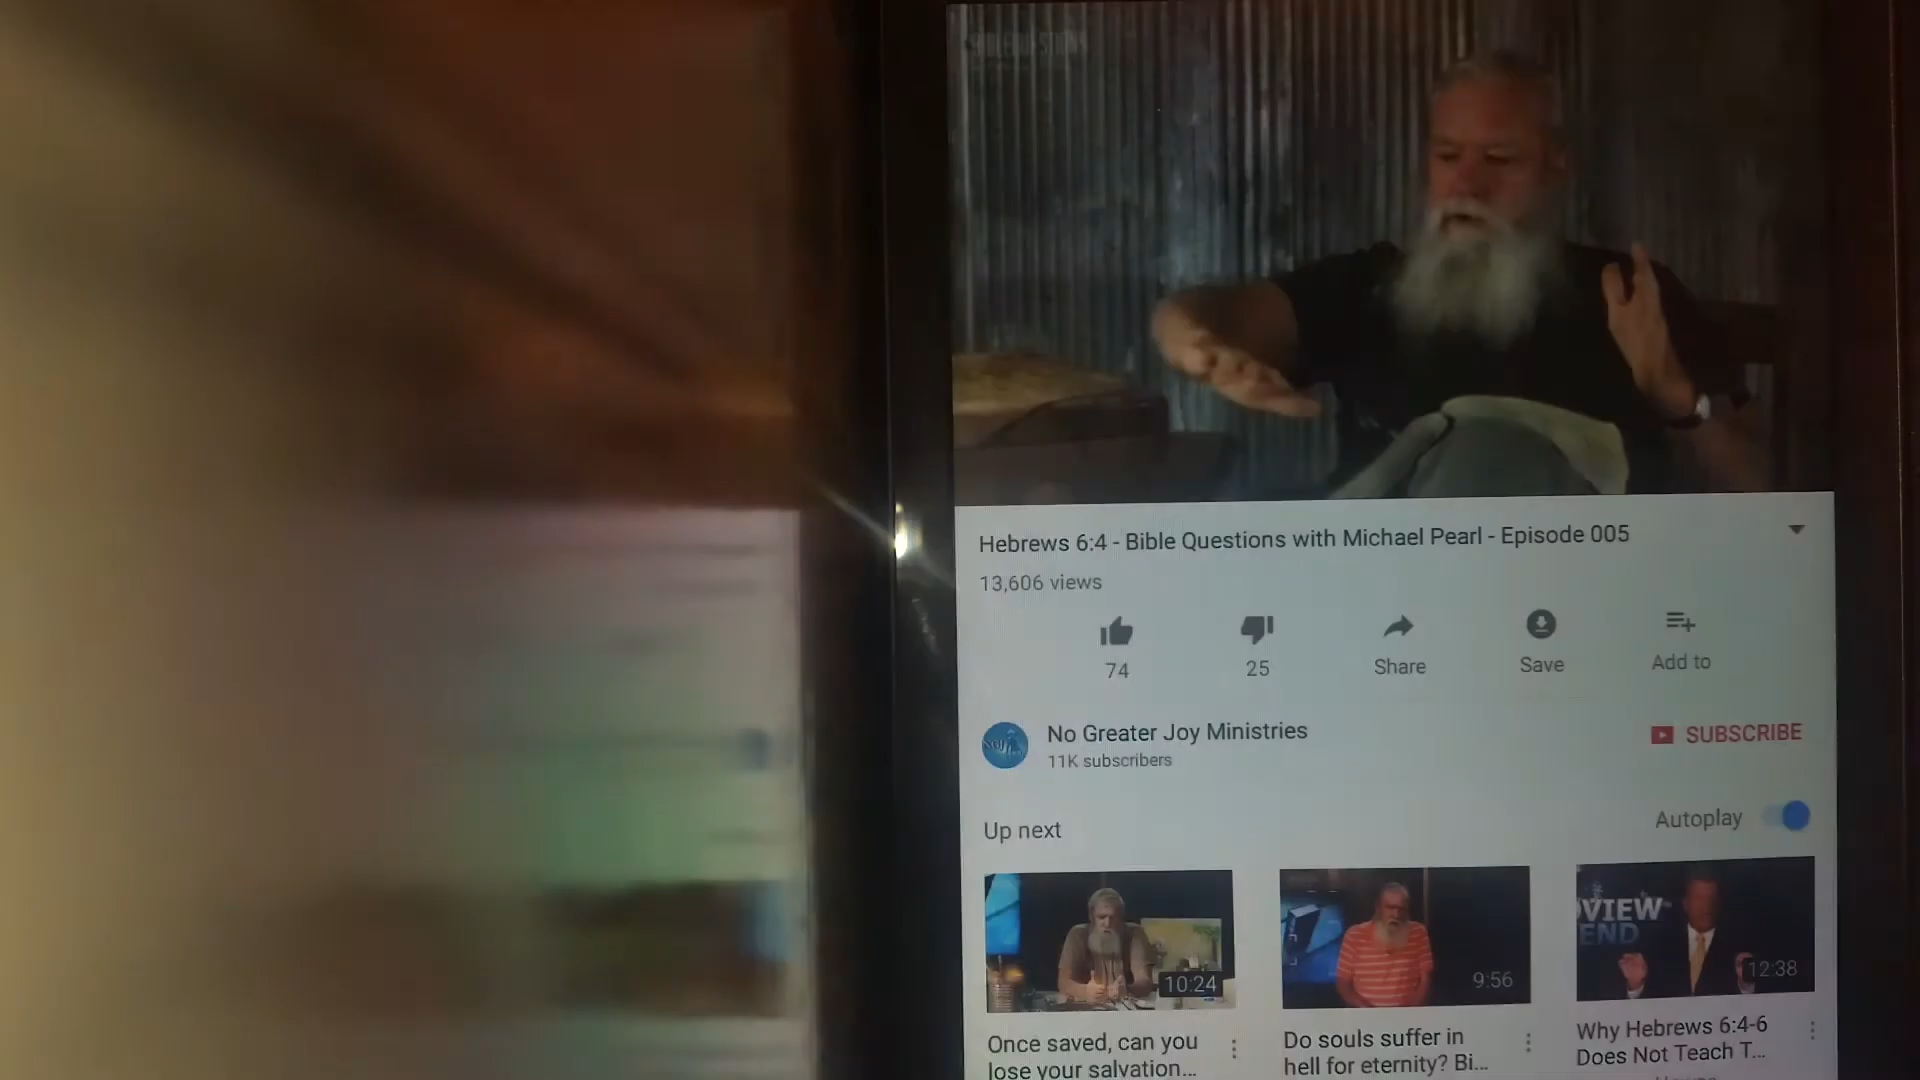 Hebrews 6:4 - Bible Questions with Michael Pearl - Episode 005
13,606 views
74
25
Share
Save
Add to
No Greater Joy Ministries
11K subscribers
SUBSCRIBE
Up next
Autoplay
10:24
9:56
VIEW
END
12:38
Once saved, can you
lose your salvation...
Do souls suffer in
hell for eternity? Bi...
Why Hebrews 6:4-6
Does Not Teach T...